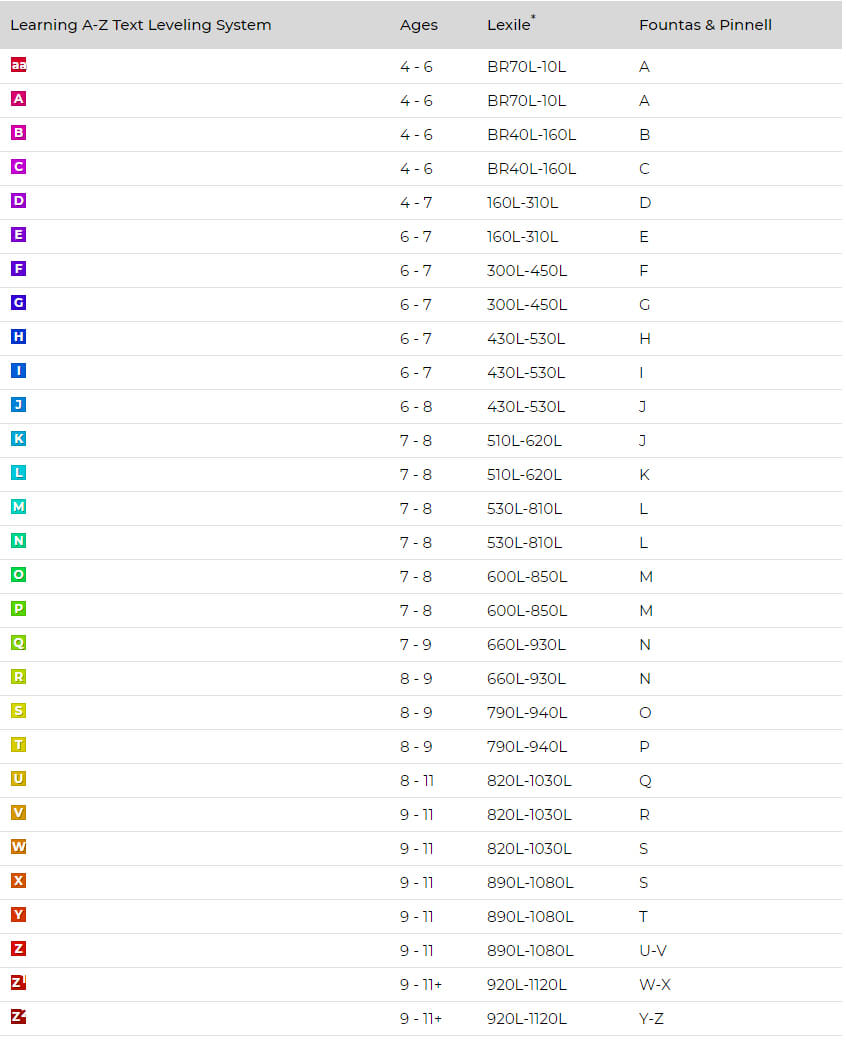 Learning A-Z Text Leveling System Ages Lexile* Fountas & Pinnell
aa 4 - 6 BR70L-10L A
A 4 - 6 BR70L-10L A
B 4 - 6 BR40L-160L B
C 4 - 6 BR40L-160L C
D 4 - 7 160L-310L D
E 6 - 7 160L-310L E
F 6 - 7 300L-450L F
G 6 - 7 300L-450L G
H 6 - 7 430L-530L H
I 6 - 7 430L-530L I
J 6 - 8 430L-530L J
K 7 - 8 510L-620L J
L 7 - 8 510L-620L K
M 7 - 8 530L-810L L
N 7 - 8 530L-810L L
O 7 - 8 600L-850L M
P 7 - 8 600L-850L M
Q 7 - 9 660L-930L N
R 8 - 9 660L-930L N
S 8 - 9 790L-940L O
T 8 - 9 790L-940L P
U 8 - 11 820L-1030L Q
V 9 - 11 820L-1030L R
W 9 - 11 820L-1030L S
X 9 - 11 890L-1080L S
Y 9 - 11 890L-1080L T
Z 9 - 11 890L-1080L U-V
Z¹ 9 - 11+ 920L-1120L W-X
Z² 9 - 11+ 920L-1120L Y-Z